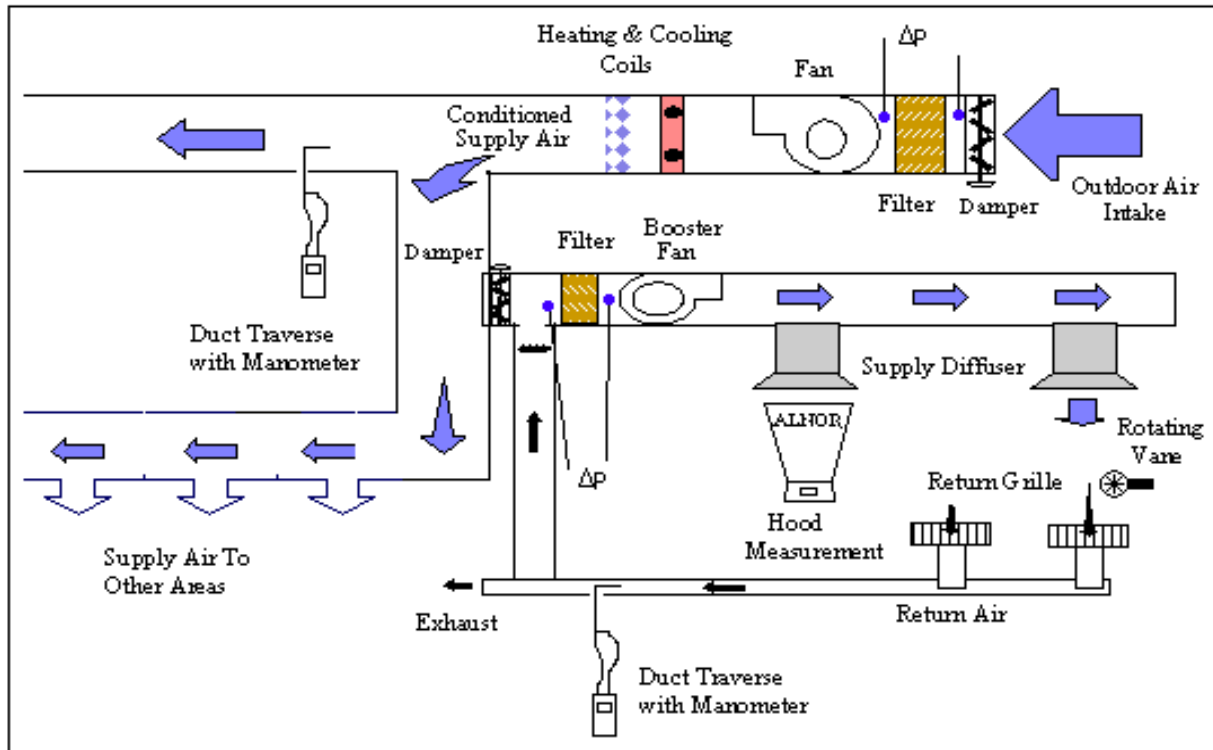 Heating & Cooling
Coils
Fan
Δp
Conditioned
Supply Air
Filter
Damper
Outdoor Air
Intake
Damper
Filter
Booster
Fan
Duct Traverse
with Manometer
Supply Diffuser
ALNOR
Rotating
Vane
Δp
Return Grille
Hood
Measurement
Supply Air To
Other Areas
Exhaust
Return Air
Duct Traverse
with Manometer